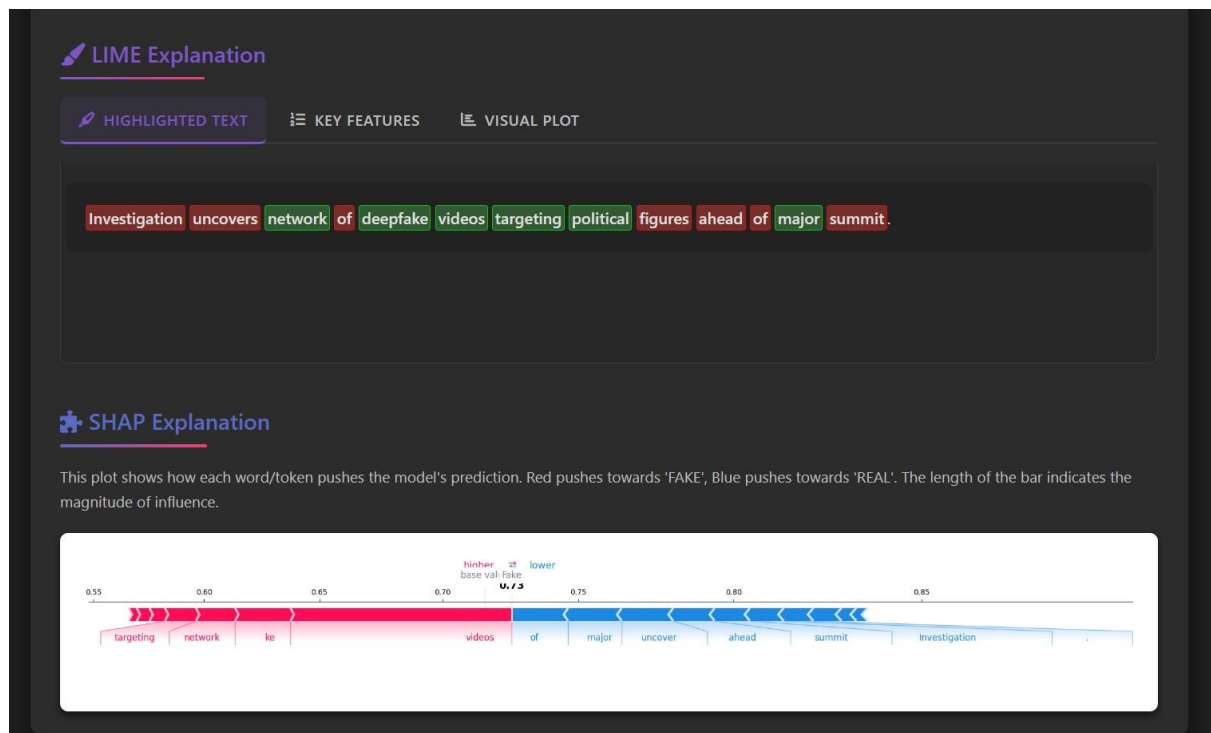 LIME Explanation
HIGHLIGHTED TEXT KEY FEATURES VISUAL PLOT
Investigation uncovers network of deepfake videos targeting political figures ahead of major summit.
SHAP Explanation
This plot shows how each word/token pushes the model's prediction. Red pushes towards 'FAKE', Blue pushes towards 'REAL'. The length of the bar indicates the
magnitude of influence.
higher ⇄ lower
base val Fake
0.73
0.55 0.60 0.65 0.70 0.75 0.80 0.85
targeting network ke videos of major uncover ahead summit Investigation .